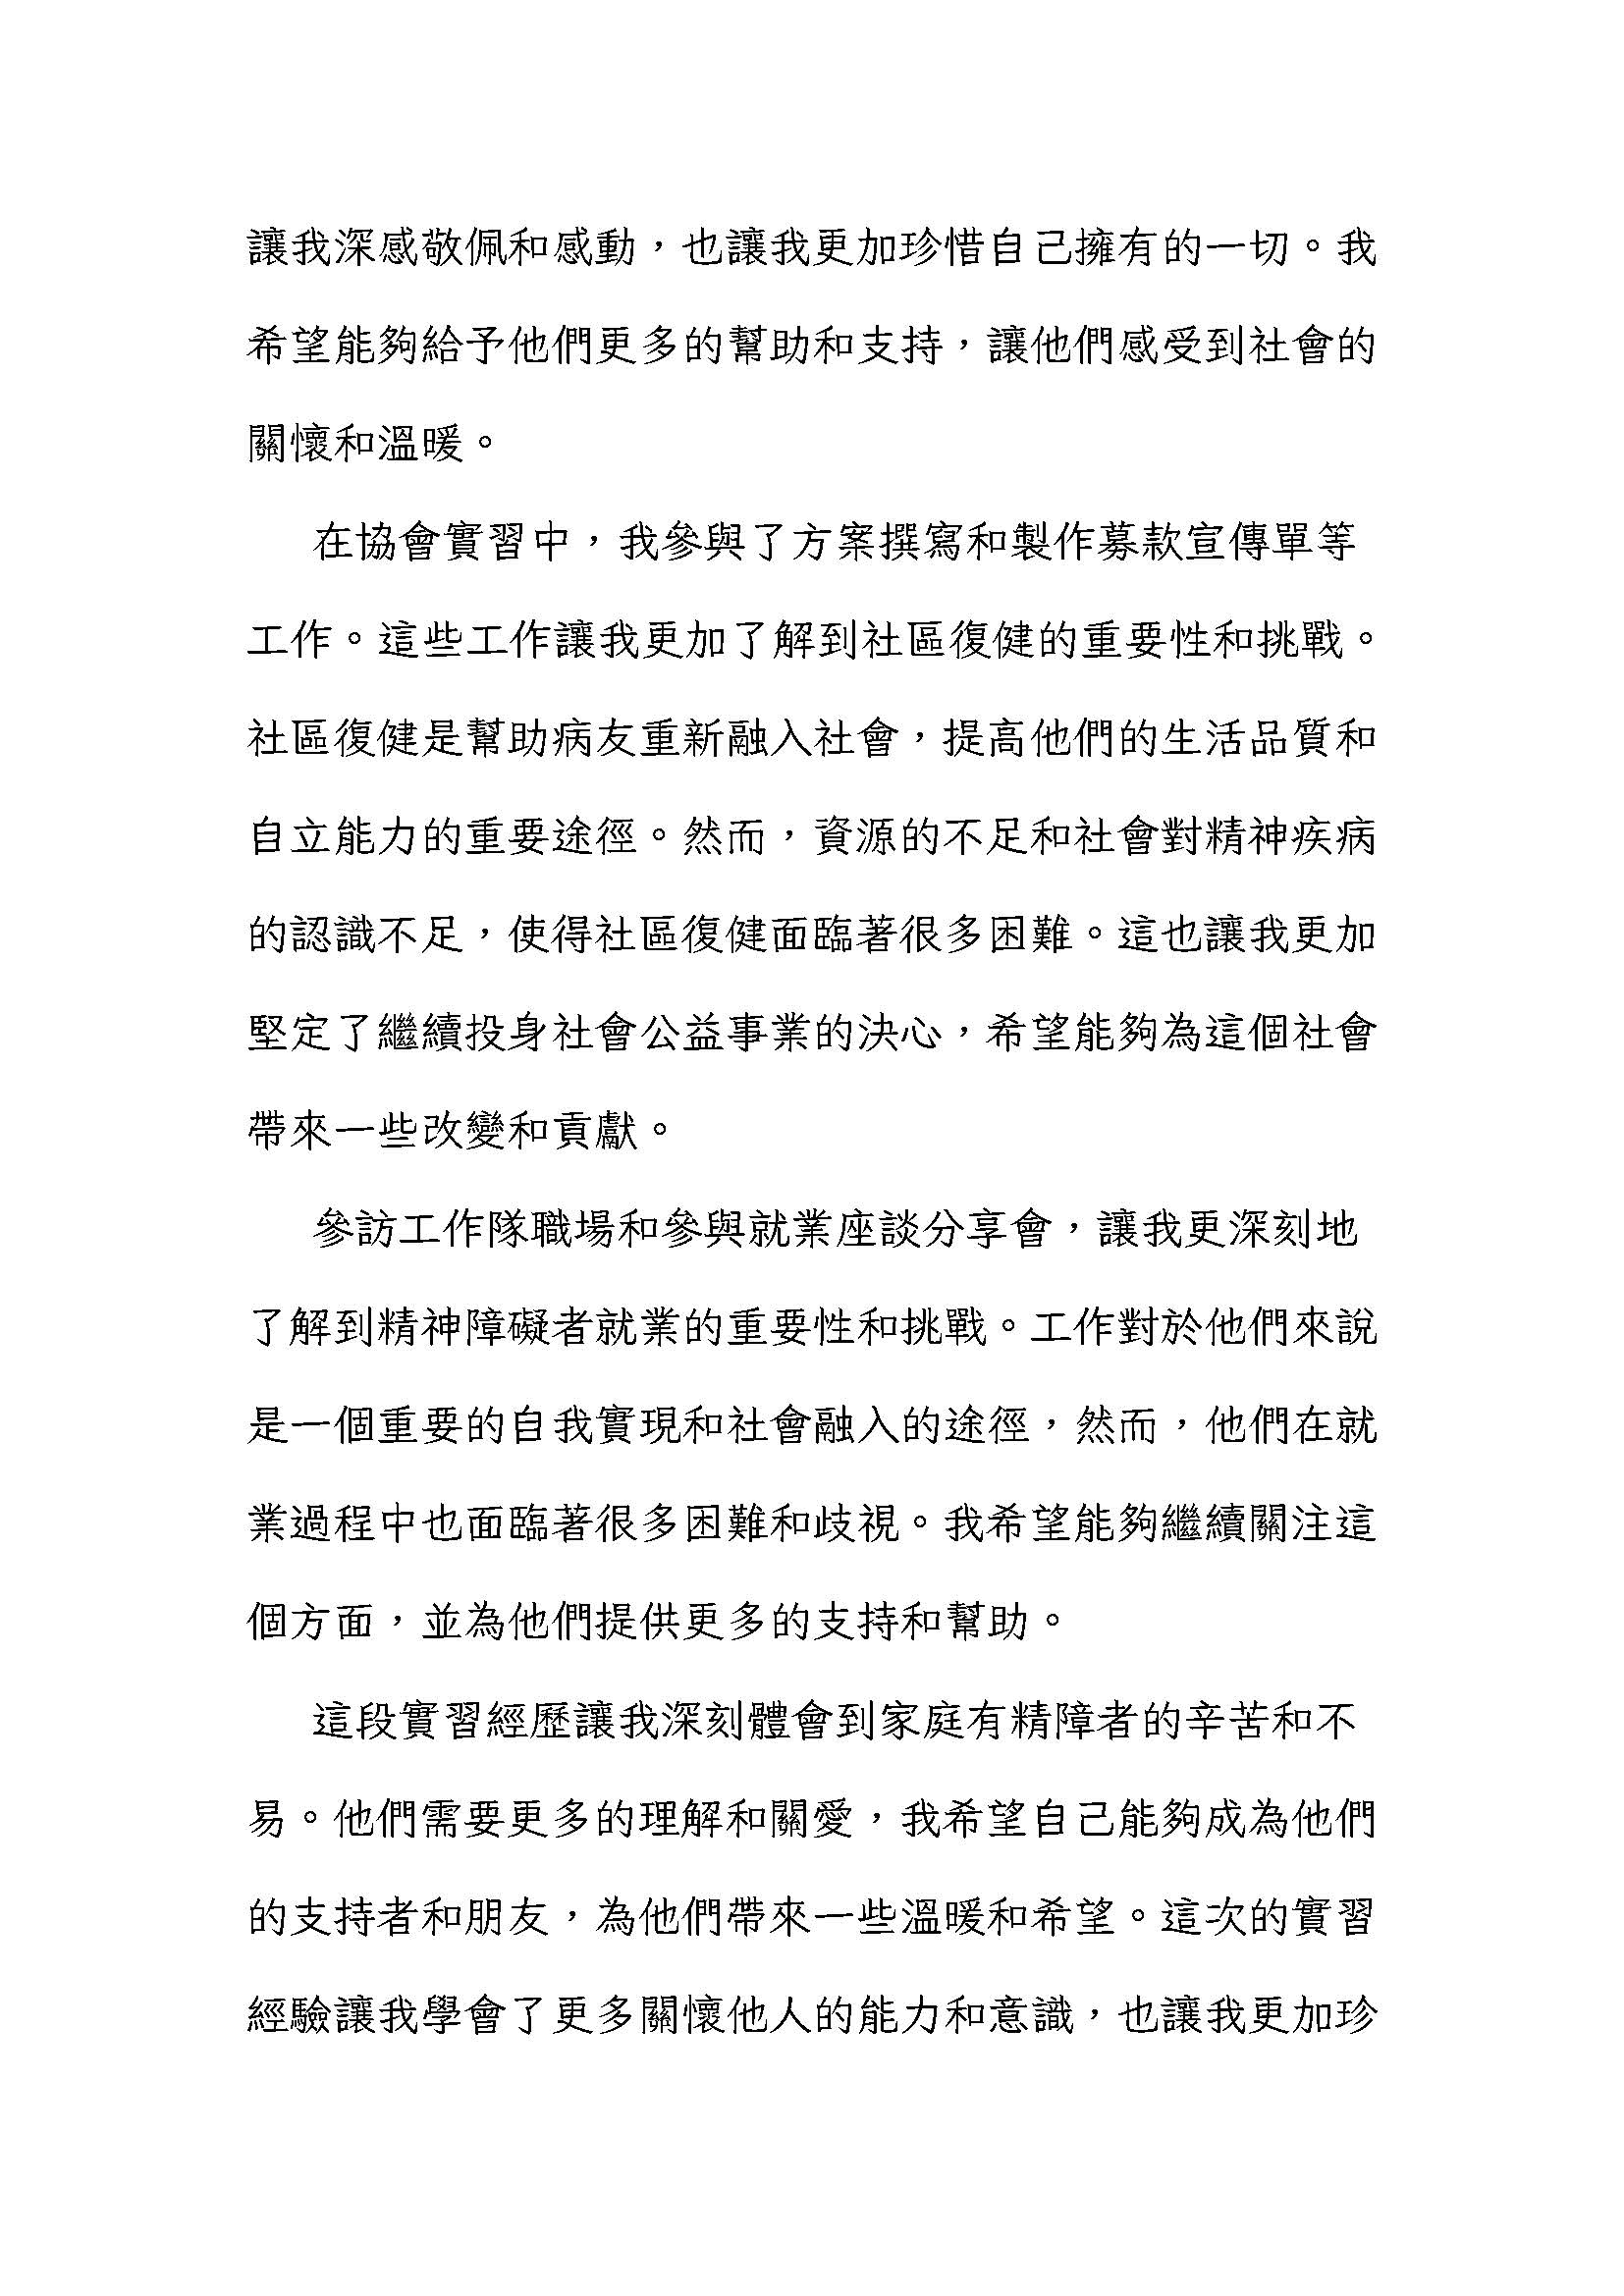 讓我深感敬佩和感動，也讓我更加珍惜自己擁有的一切。我
希望能夠給予他們更多的幫助和支持，讓他們感受到社會的
關懷和溫暖。
在協會實習中，我參與了方案撰寫和製作募款宣傳單等
工作。這些工作讓我更加了解到社區復健的重要性和挑戰。
社區復健是幫助病友重新融入社會，提高他們的生活品質和
自立能力的重要途徑。然而，資源的不足和社會對精神疾病
的認識不足，使得社區復健面臨著很多困難。這也讓我更加
堅定了繼續投身社會公益事業的決心，希望能夠為這個社會
帶來一些改變和貢獻。
參訪工作隊職場和參與就業座談分享會，讓我更深刻地
了解到精神障礙者就業的重要性和挑戰。工作對於他們來說
是一個重要的自我實現和社會融入的途徑，然而，他們在就
業過程中也面臨著很多困難和歧視。我希望能夠繼續關注這
個方面，並為他們提供更多的支持和幫助。
這段實習經歷讓我深刻體會到家庭有精障者的辛苦和不
易。他們需要更多的理解和關愛，我希望自己能夠成為他們
的支持者和朋友，為他們帶來一些溫暖和希望。這次的實習
經驗讓我學會了更多關懷他人的能力和意識，也讓我更加珍